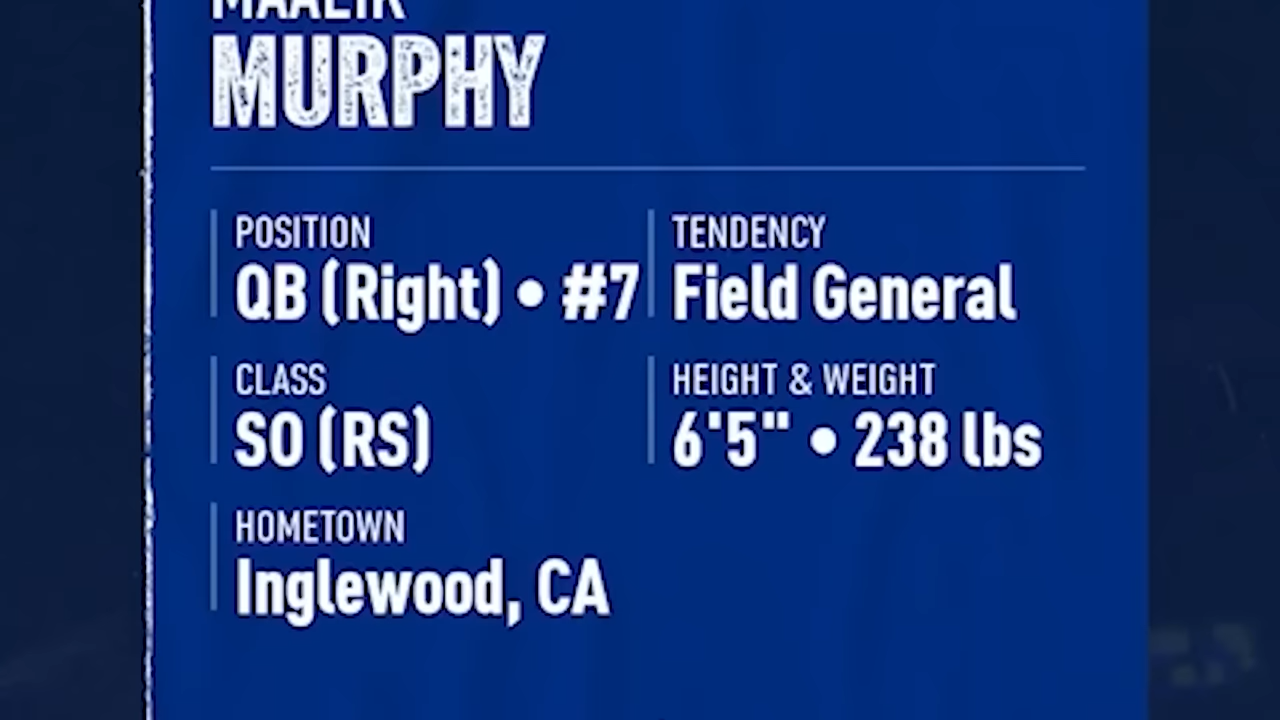 MAALIK
MURPHY
POSITION
QB (Right) • #7
TENDENCY
Field General
CLASS
SO (RS)
HEIGHT & WEIGHT
6'5" • 238 lbs
HOMETOWN
Inglewood, CA